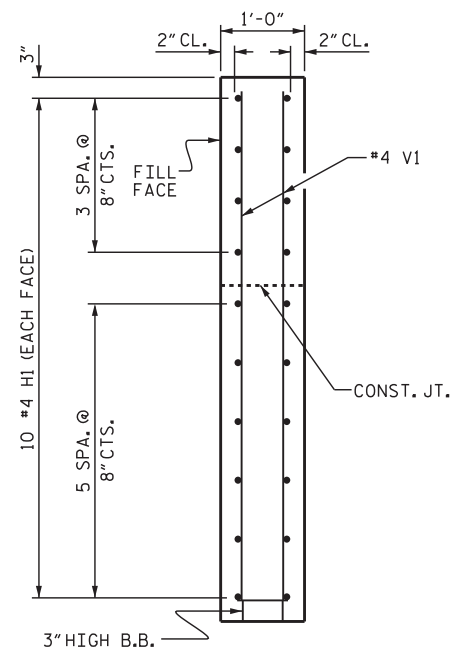 1'-0"
2" CL.
2" CL.
3"
3 SPA. @
8" CTS.
FILL
FACE
#4 V1
10 #4 H1 (EACH FACE)
CONST. JT.
5 SPA. @
8" CTS.
3" HIGH B.B.